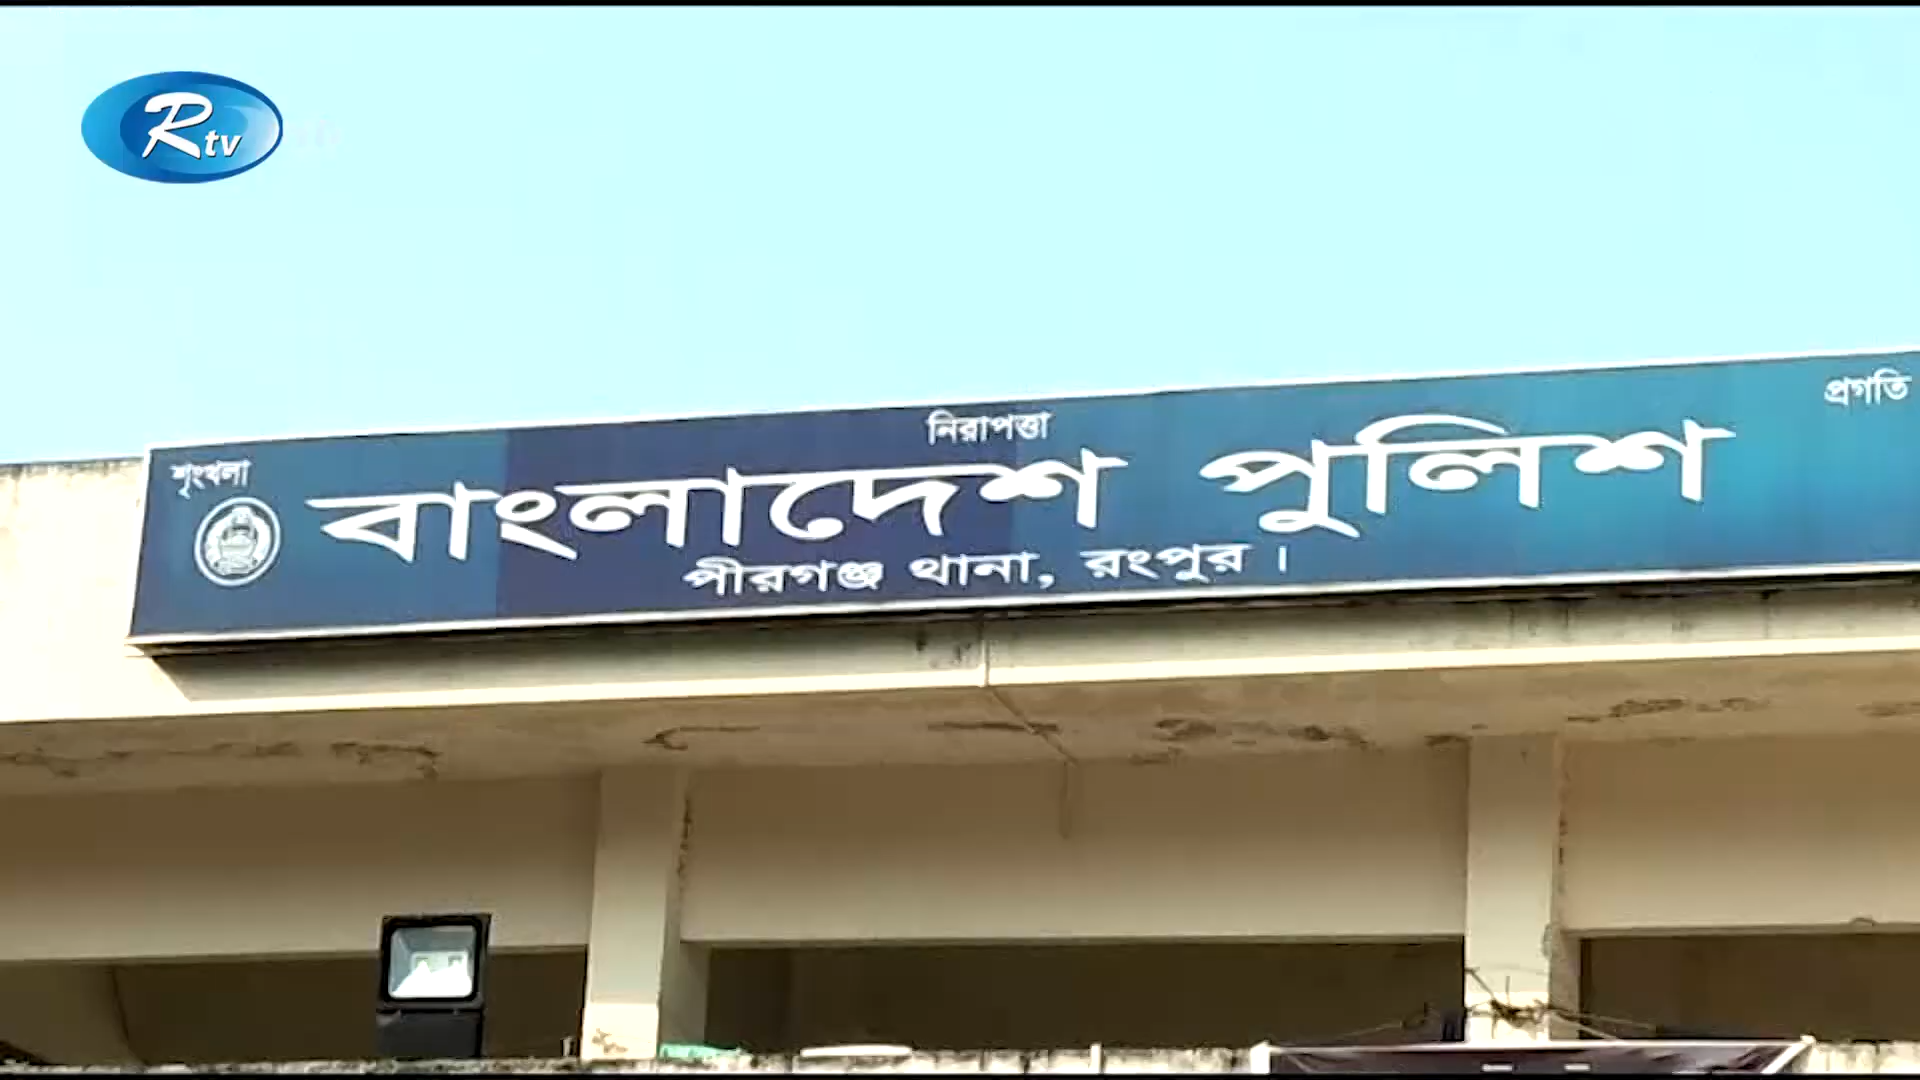 Rtv
শৃংখলা নিরাপত্তা প্রগতি
বাংলাদেশ পুলিশ
পীরগঞ্জ থানা, রংপুর ।